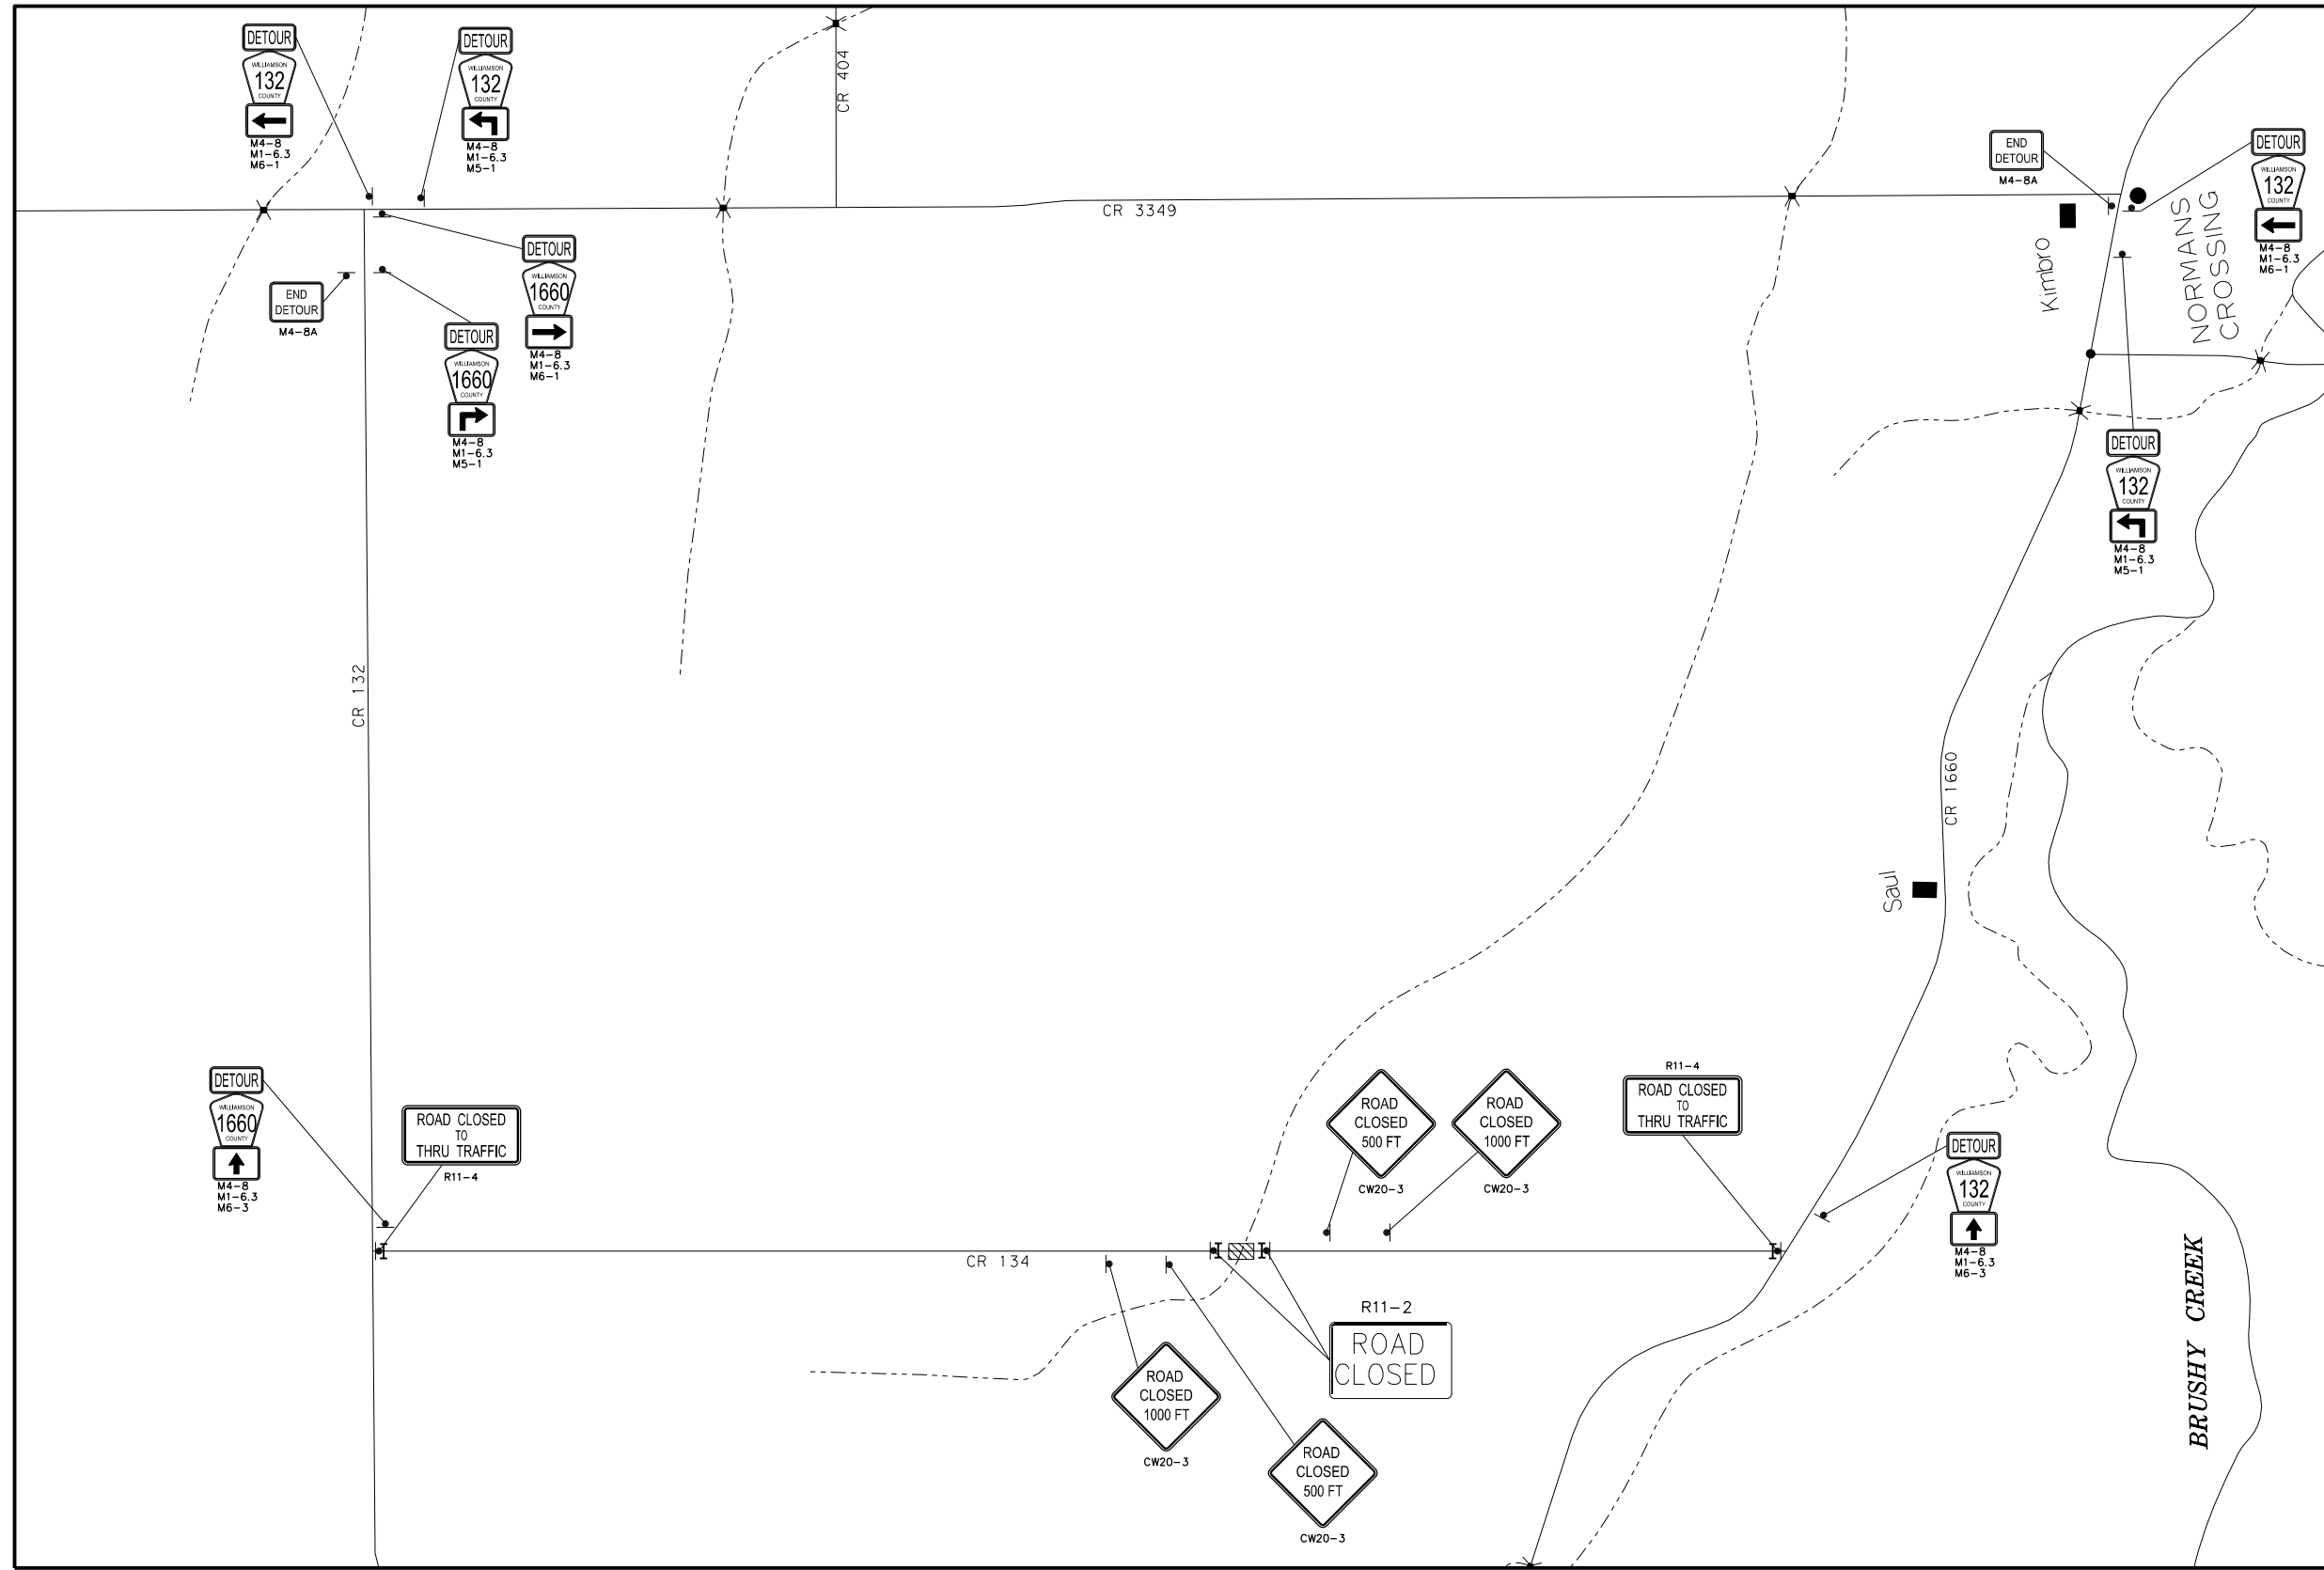 DETOUR
WILLIAMSON
132
COUNTY
M4-8
M1-6.3
M6-1
DETOUR
WILLIAMSON
132
COUNTY
M4-8
M1-6.3
M5-1
CR 404
END
DETOUR
M4-8A
DETOUR
WILLIAMSON
132
COUNTY
M4-8
M1-6.3
M6-1
CR 3349
Kimbro
NORMANS
CROSSING
DETOUR
WILLIAMSON
1660
COUNTY
M4-8
M1-6.3
M6-1
END
DETOUR
M4-8A
DETOUR
WILLIAMSON
1660
COUNTY
M4-8
M1-6.3
M5-1
DETOUR
WILLIAMSON
132
COUNTY
M4-8
M1-6.3
M5-1
CR 132
CR 1660
Saul
DETOUR
WILLIAMSON
1660
COUNTY
M4-8
M1-6.3
M6-3
ROAD CLOSED
TO
THRU TRAFFIC
R11-4
ROAD
CLOSED
500 FT
CW20-3
ROAD
CLOSED
1000 FT
CW20-3
R11-4
ROAD CLOSED
TO
THRU TRAFFIC
DETOUR
WILLIAMSON
132
COUNTY
M4-8
M1-6.3
M6-3
CR 134
R11-2
ROAD
CLOSED
ROAD
CLOSED
1000 FT
CW20-3
ROAD
CLOSED
500 FT
CW20-3
BRUSHY CREEK